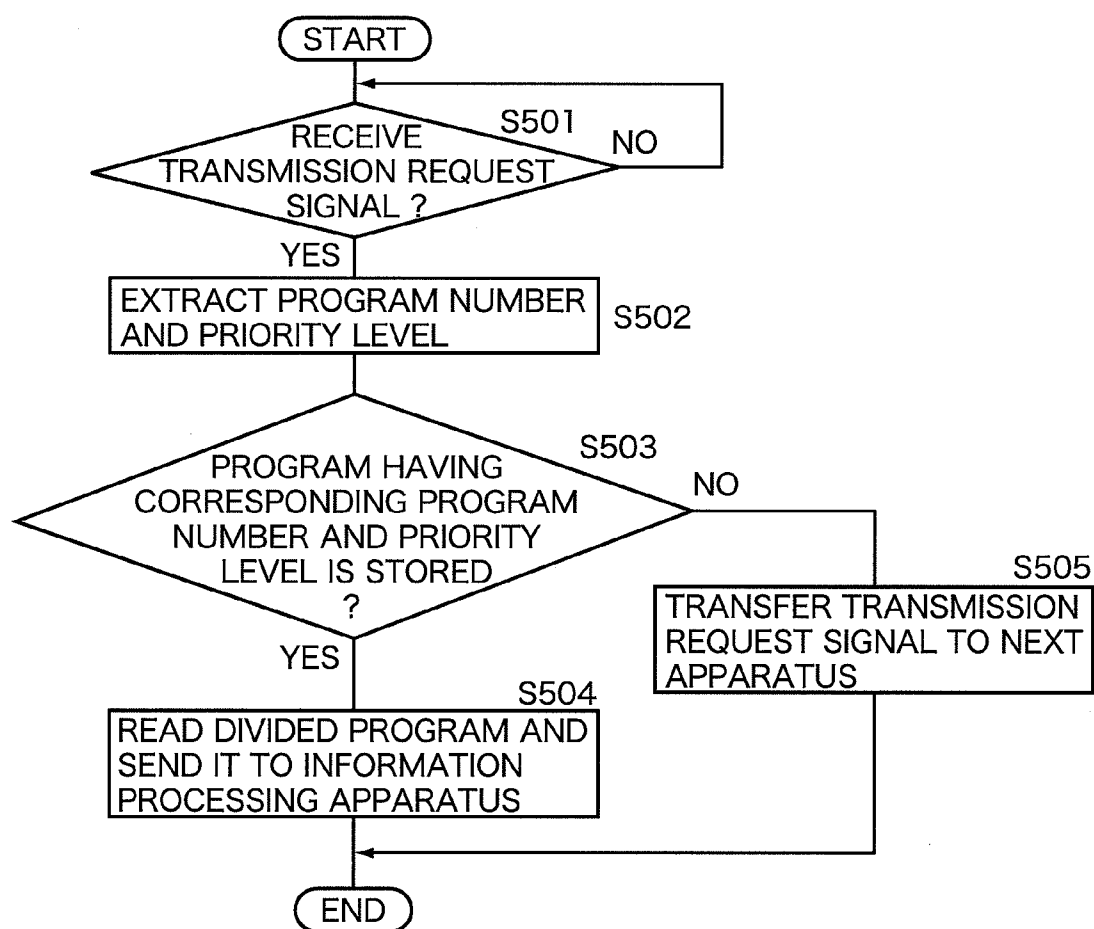 START
S501
RECEIVE
TRANSMISSION REQUEST
SIGNAL ?
NO
YES
EXTRACT PROGRAM NUMBER
AND PRIORITY LEVEL
S502
S503
PROGRAM HAVING
CORRESPONDING PROGRAM
NUMBER AND PRIORITY
LEVEL IS STORED
?
NO
YES
S505
TRANSFER TRANSMISSION
REQUEST SIGNAL TO NEXT
APPARATUS
S504
READ DIVIDED PROGRAM AND
SEND IT TO INFORMATION
PROCESSING APPARATUS
END